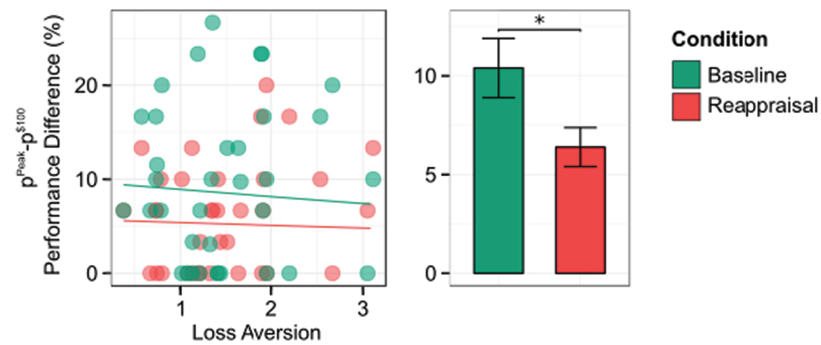 pPeak-p$100
Performance Difference (%)
20
10
0
1 2 3
Loss Aversion
*
10
5
0
Condition
Baseline
Reappraisal